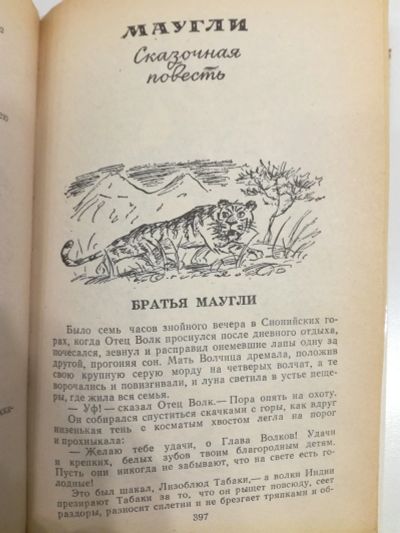 МАУГЛИ
Сказочная
повесть
БРАТЬЯ МАУГЛИ
Было семь часов знойного вечера в Сионийских го-
рах, когда Отец Волк проснулся после дневного отдыха,
почесался, зевнул и расправил онемевшие лапы одну за
другой, прогоняя сон. Мать Волчица дремала, положив
свою крупную серую морду на четверых волчат, а те
ворочались и повизгивали, и луна светила в устье пеще-
ры, где жила вся семья.
— Уф! — сказал Отец Волк.— Пора опять на охоту.
Он собирался спуститься скачками с горы, как вдруг
низенькая тень с косматым хвостом легла на порог
и прохныкала:
— Желаю тебе удачи, о Глава Волков! Удачи
и крепких, белых зубов твоим благородным детям.
Пусть они никогда не забывают, что на свете есть го-
лодные!
Это был шакал, Лизоблюд Табаки,— а волки Индии
презирают Табаки за то, что он рыщет повсюду, сеет
раздоры, разносит сплетни и не брезгает тряпками и об-
397